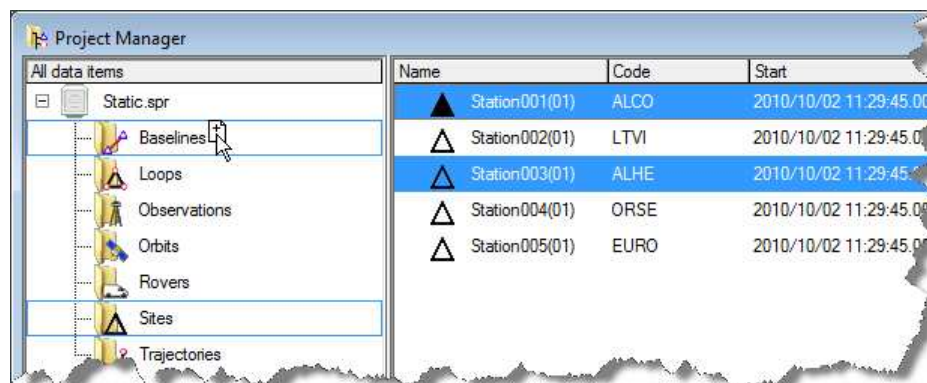 Project Manager
All data items
Static.spr
Baselines
Loops
Observations
Orbits
Rovers
Sites
Trajectories
Name Code Start
Station001(01) ALCO 2010/10/02 11:29:45.00
Station002(01) LTVI 2010/10/02 11:29:45.0
Station003(01) ALHE 2010/10/02 11:29:45.
Station004(01) ORSE 2010/10/02 11:29:45.00
Station005(01) EURO 2010/10/02 11:29:45.0